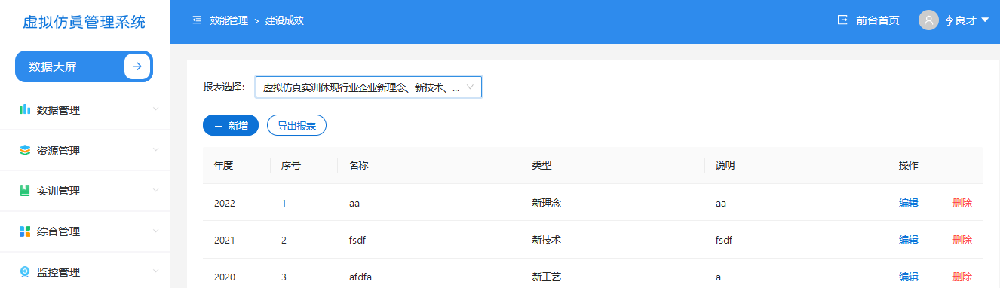 虚拟仿真管理系统
数据大屏
数据管理
资源管理
实训管理
综合管理
监控管理
效能管理 > 建设成效
前台首页
李良才
报表选择: 虚拟仿真实训体现行业企业新理念、新技术、...
新增 导出报表
年度 序号 名称 类型 说明 操作
2022 1 aa 新理念 aa 编辑 删除
2021 2 fsdf 新技术 fsdf 编辑 删除
2020 3 afdfa 新工艺 a 编辑 删除